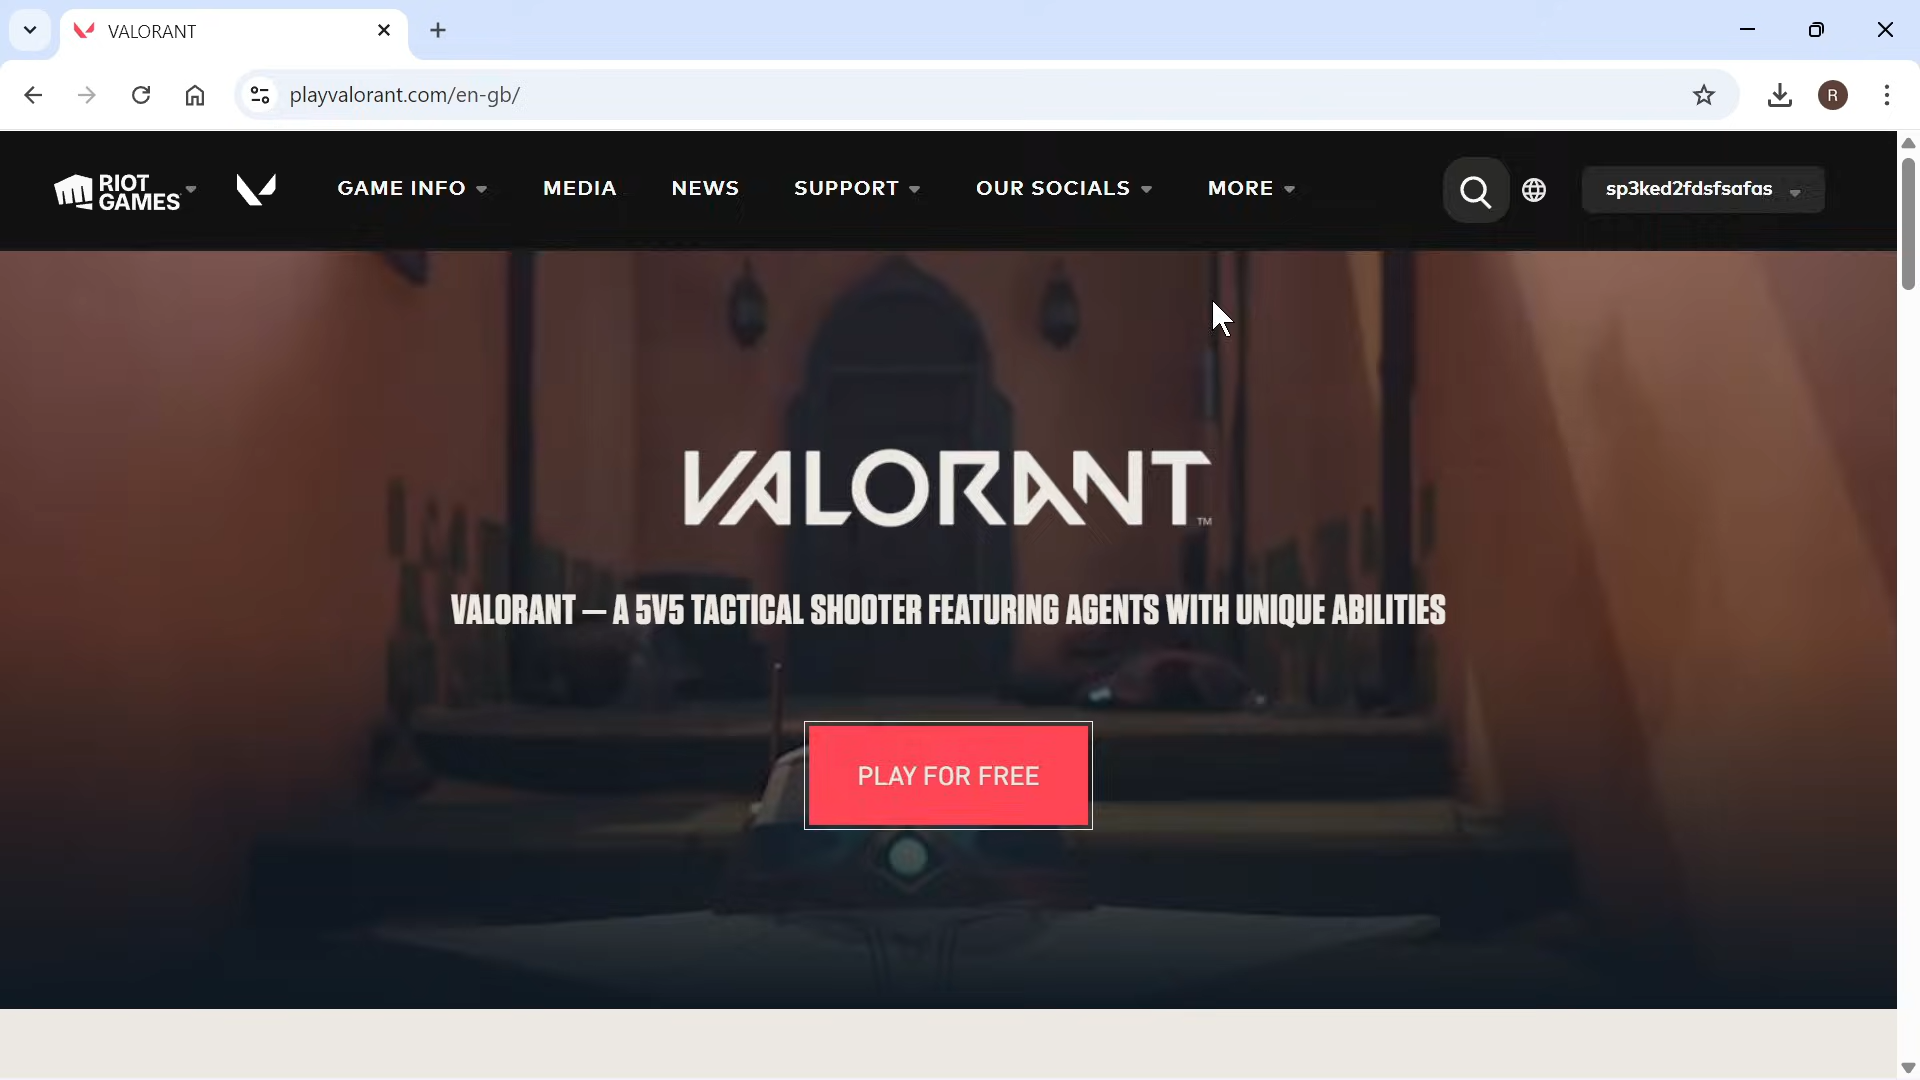 VALORANT
playvalorant.com/en-gb/
R
RIOT GAMES
GAME INFO
MEDIA
NEWS
SUPPORT
OUR SOCIALS
MORE
sp3ked2fdsfsafas
VALORANT™
VALORANT — A 5V5 TACTICAL SHOOTER FEATURING AGENTS WITH UNIQUE ABILITIES
PLAY FOR FREE